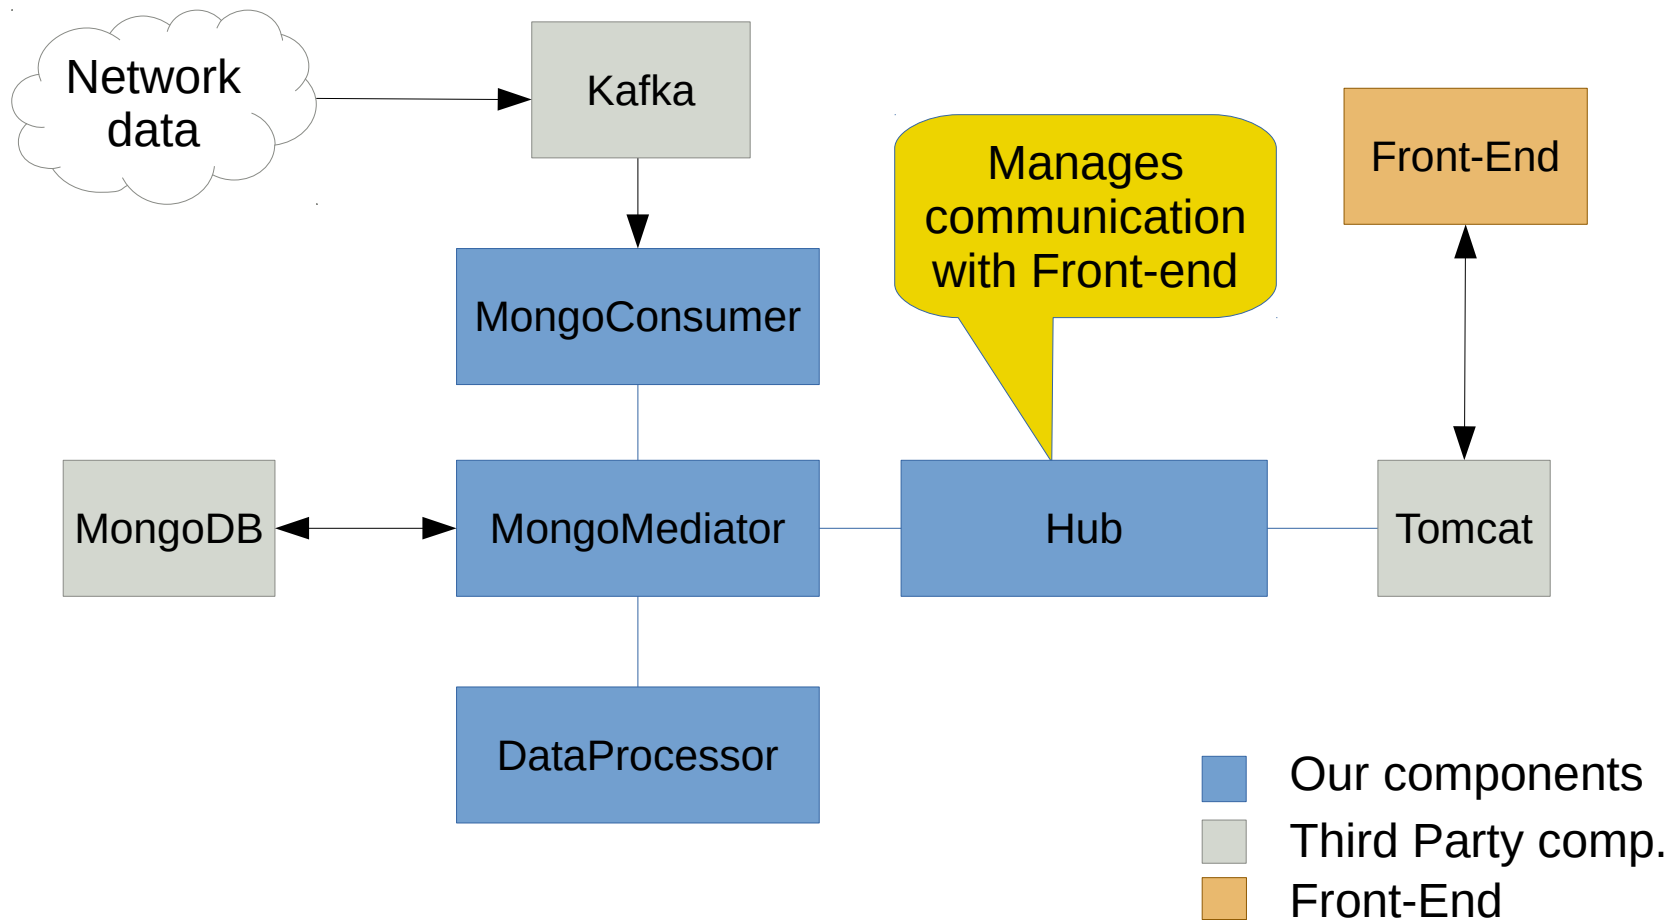 Network
data
Kafka
Front-End
Manages
communication
with Front-end
MongoConsumer
MongoDB
MongoMediator
Hub
Tomcat
DataProcessor
Our components
Third Party comp.
Front-End